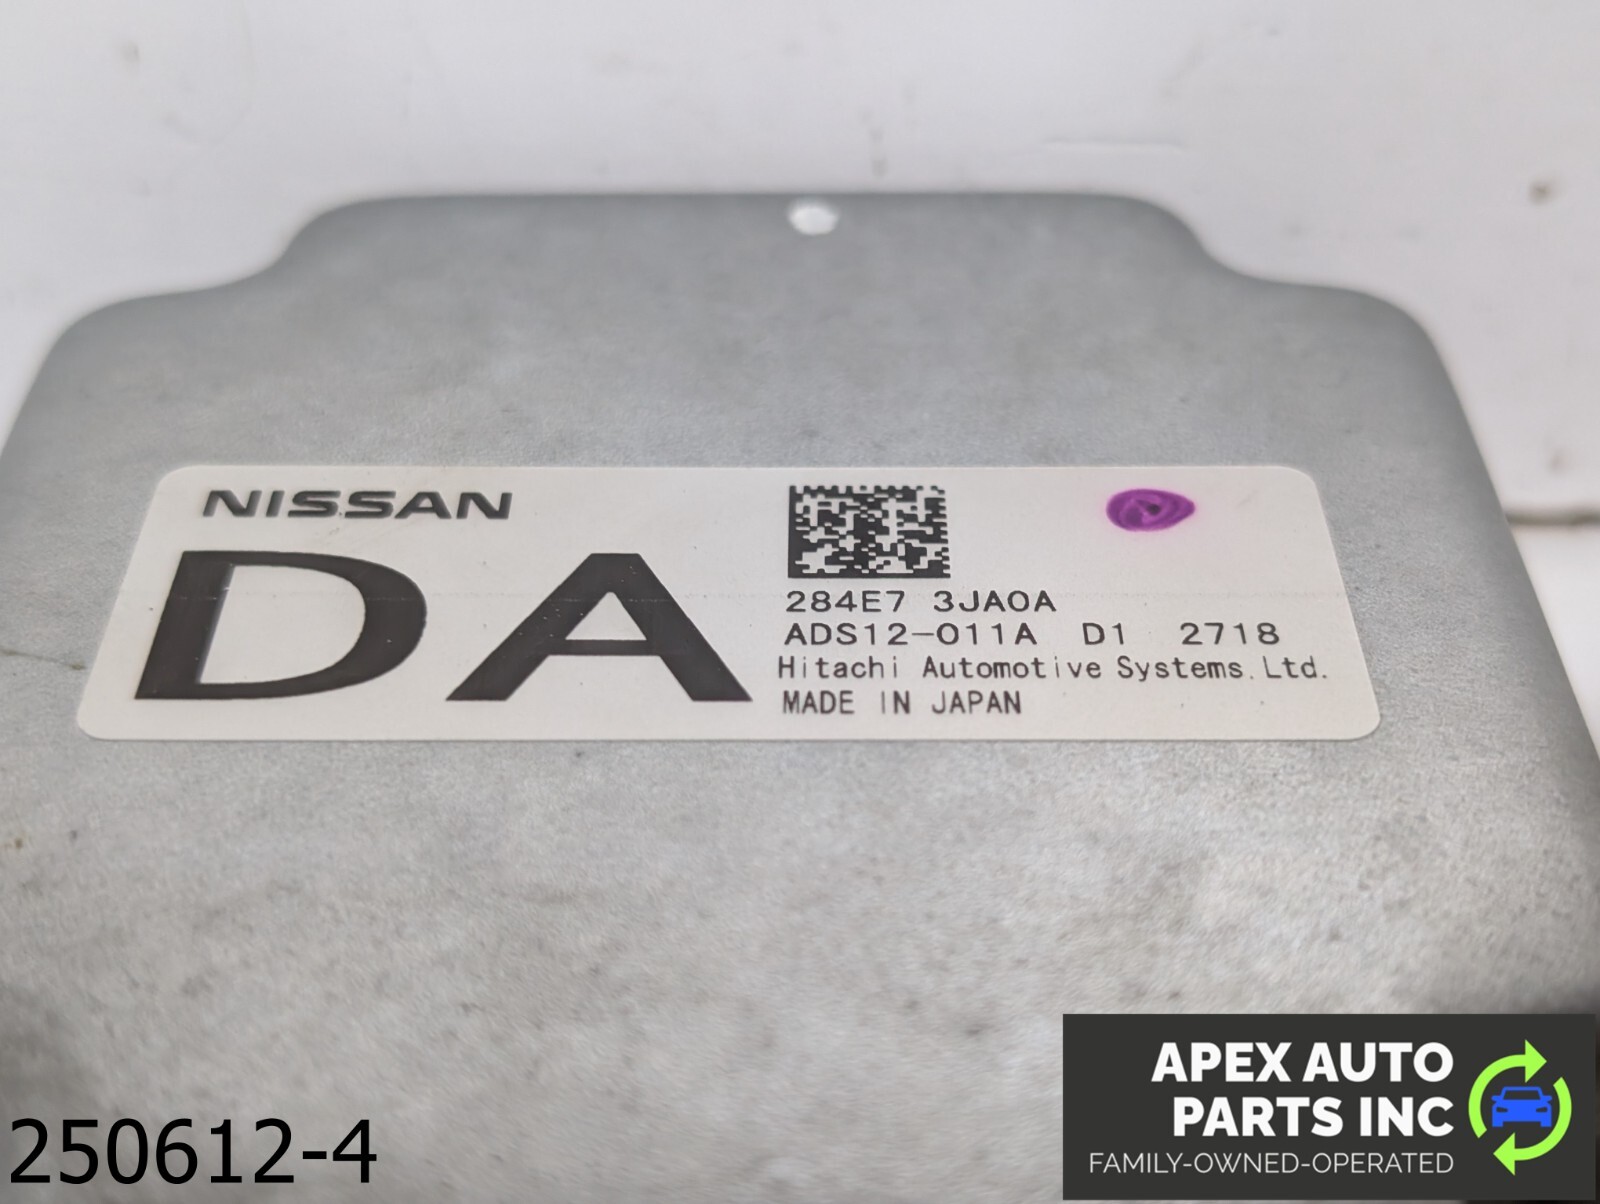 NISSAN
DA
284E7 3JA0A
ADS12-011A D1 2718
Hitachi Automotive Systems.Ltd.
MADE IN JAPAN
250612-4
APEX AUTO
PARTS INC
FAMILY-OWNED-OPERATED